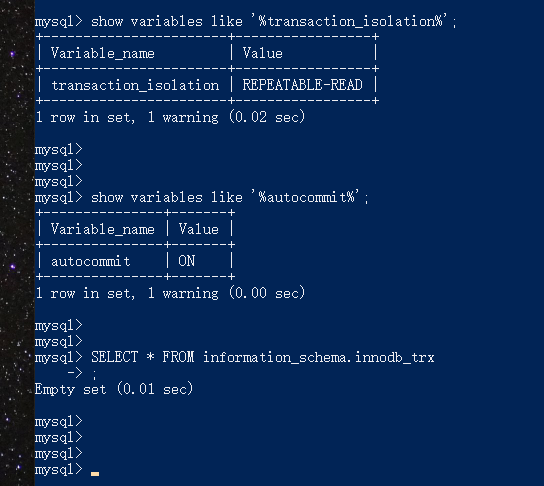 mysql> show variables like '%transaction_isolation%';
+-----------------------+-----------------+
| Variable_name         | Value           |
+-----------------------+-----------------+
| transaction_isolation | REPEATABLE-READ |
+-----------------------+-----------------+
1 row in set, 1 warning (0.02 sec)
mysql>
mysql>
mysql>
mysql> show variables like '%autocommit%';
+---------------+-------+
| Variable_name | Value |
+---------------+-------+
| autocommit    | ON    |
+---------------+-------+
1 row in set, 1 warning (0.00 sec)
mysql>
mysql>
mysql> SELECT * FROM information_schema.innodb_trx
    -> ;
Empty set (0.01 sec)
mysql>
mysql>
mysql>
mysql>